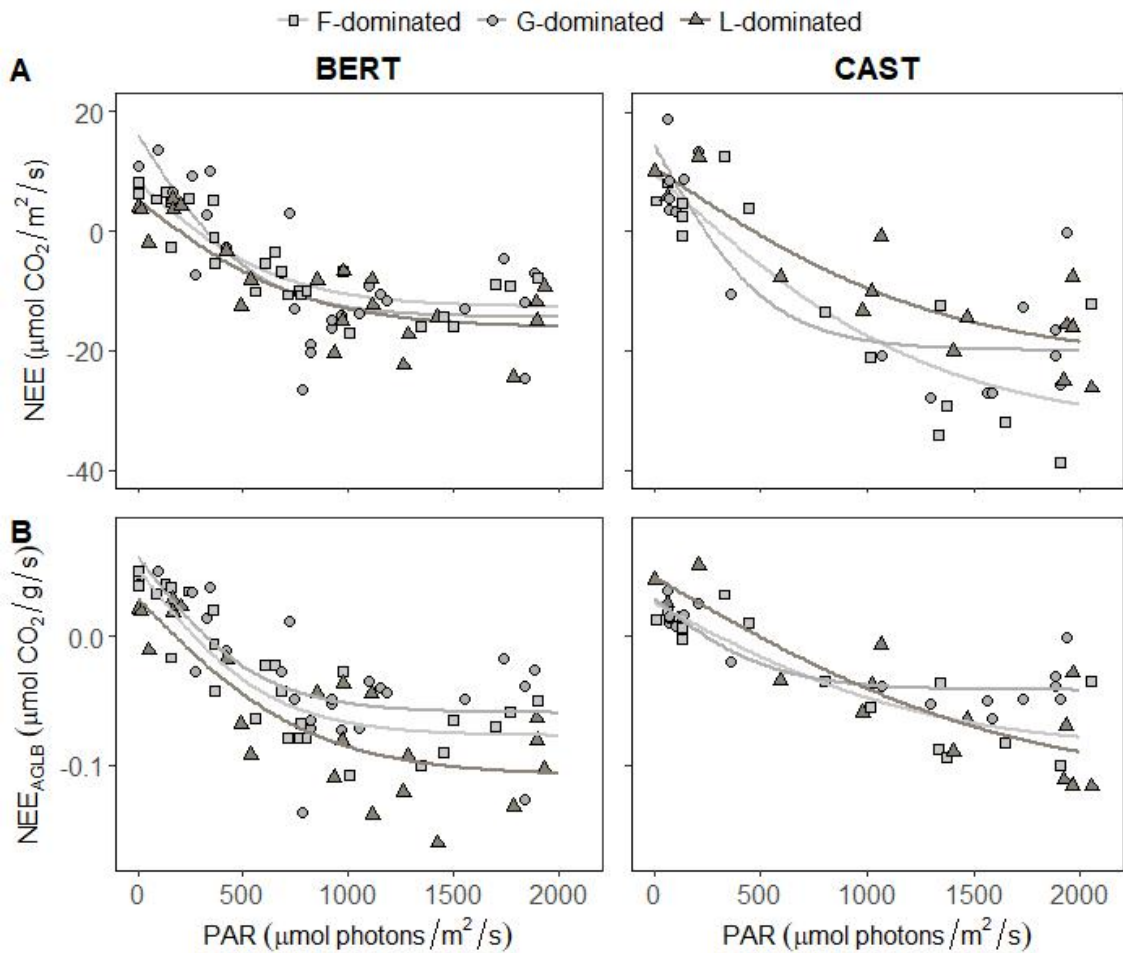 F-dominated G-dominated L-dominated
A BERT CAST
NEE (μmol CO₂/m²/s)
20
0
-20
-40
B
NEE_AGLB (μmol CO₂/g/s)
0.0
-0.1
0 500 1000 1500 2000 0 500 1000 1500 2000
PAR (μmol photons/m²/s) PAR (μmol photons/m²/s)